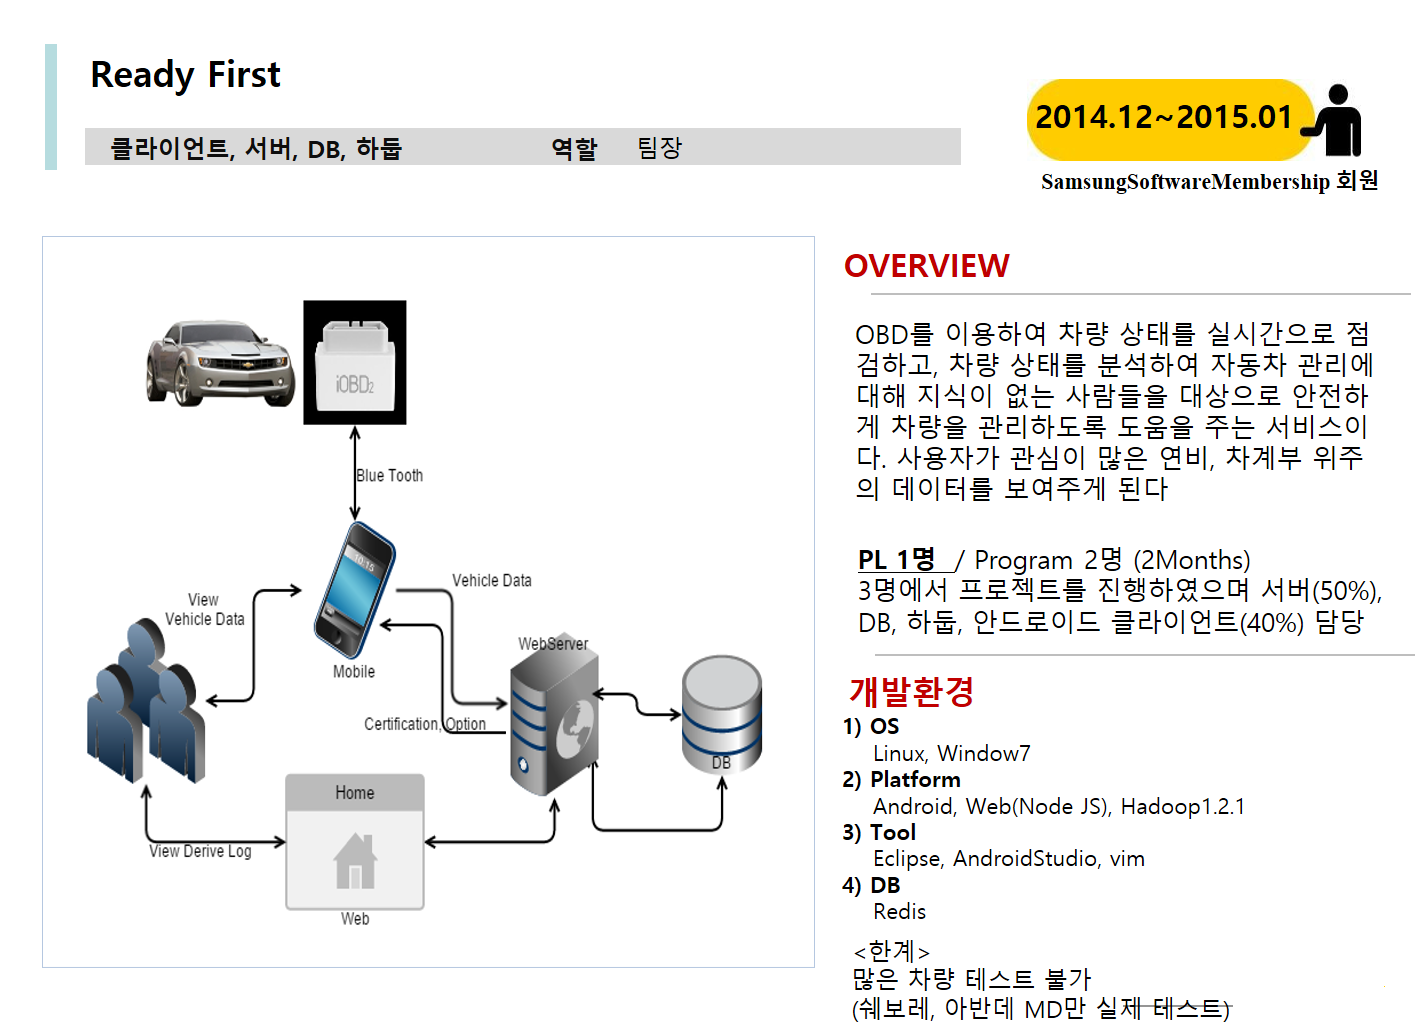 Ready First
클라이언트, 서버, DB, 하둡 역할 팀장
2014.12~2015.01
SamsungSoftwareMembership 회원
iOBD2
Blue Tooth
10:15
Mobile
View
Vehicle Data
Vehicle Data
Certification, Option
WebServer
DB
Home
View Derive Log
Web
OVERVIEW
OBD를 이용하여 차량 상태를 실시간으로 점
검하고, 차량 상태를 분석하여 자동차 관리에
대해 지식이 없는 사람들을 대상으로 안전하
게 차량을 관리하도록 도움을 주는 서비스이
다. 사용자가 관심이 많은 연비, 차계부 위주
의 데이터를 보여주게 된다
PL 1명 / Program 2명 (2Months)
3명에서 프로젝트를 진행하였으며 서버(50%),
DB, 하둡, 안드로이드 클라이언트(40%) 담당
개발환경
1) OS
Linux, Window7
2) Platform
Android, Web(Node JS), Hadoop1.2.1
3) Tool
Eclipse, AndroidStudio, vim
4) DB
Redis
<한계>
많은 차량 테스트 불가
(쉐보레, 아반데 MD만 실제 테스트)